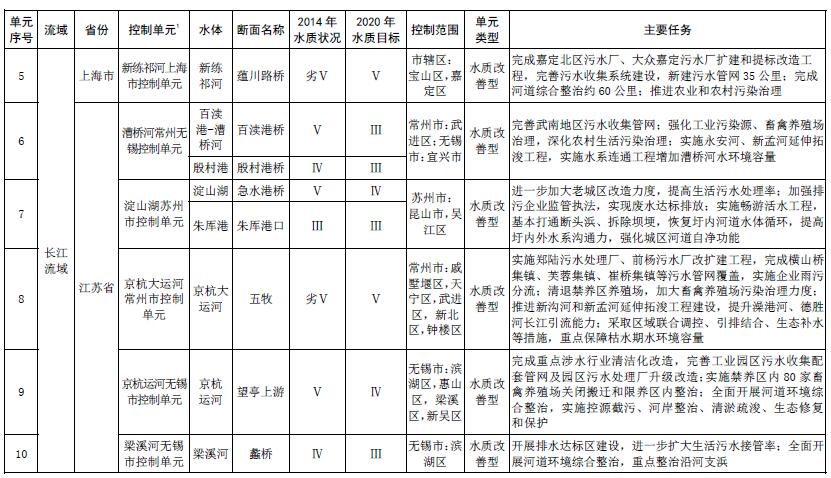 单元序号 流域 省份 控制单元¹ 水体 断面名称 2014 年水质状况 2020 年水质目标 控制范围 单元类型 主要任务
5 长江流域 上海市 新练祁河上海市控制单元 新练祁河 蕴川路桥 劣Ⅴ Ⅴ 市辖区：宝山区，嘉定区 水质改善型
完成嘉定北区污水厂、大众嘉定污水厂扩建和提标改造工
程，完善污水收集系统建设，新建污水管网 35 公里；完成
河道综合整治约 60 公里；推进农业和农村污染治理
6 江苏省 漕桥河常州无锡控制单元 百渎港-漕桥河 百渎港桥 Ⅴ Ⅲ 常州市：武进区；无锡市：宜兴市 水质改善型
殷村港 殷村港桥 Ⅳ Ⅲ
完善武南地区污水收集管网；强化工业污染源、畜禽养殖场
治理，深化农村生活污染治理；实施永安河、新孟河延伸拓
浚工程，实施水系连通工程增加漕桥河水环境容量
7 淀山湖苏州市控制单元 淀山湖 急水港桥 Ⅴ Ⅳ 苏州市：昆山市，吴江区 水质改善型
朱厍港 朱厍港口 Ⅲ Ⅲ
进一步加大老城区改造力度，提高生活污水处理率；加强排
污企业监管执法，实现废水达标排放；实施畅游活水工程，
基本打通断头浜、拆除坝埂，恢复圩内河道水体循环，提高
圩内外水系沟通力，强化城区河道自净功能
8 京杭大运河常州市控制单元 京杭大运河 五牧 劣Ⅴ Ⅴ 常州市：戚墅堰区，天宁区，武进区，新北区，钟楼区 水质改善型
实施郑陆污水处理厂、前杨污水厂改扩建工程，完成横山桥
集镇、芙蓉集镇、崔桥集镇等污水管网覆盖，实施企业雨污
分流；清退禁养区养殖场，加大畜禽养殖场污染治理力度；
推进新沟河和新孟河延伸拓浚工程建设，提升澡港河、德胜
河长江引流能力；采取区域联合调控、引排结合、生态补水
等措施，重点保障枯水期水环境容量
9 京杭运河无锡市控制单元 京杭运河 望亭上游 Ⅴ Ⅳ 无锡市：滨湖区，惠山区，梁溪区，新吴区 水质改善型
完成重点涉水行业清洁化改造，完善工业园区污水收集配
套管网及园区污水处理厂升级改造；实施禁养区内 80 家畜
禽养殖场关闭搬迁和限养区内整治；全面开展河道环境综
合整治，实施控源截污、河岸整治、清淤疏浚、生态修复
和保护
10 梁溪河无锡市控制单元 梁溪河 蠡桥 Ⅳ Ⅲ 无锡市：滨湖区 水质改善型
开展排水达标区建设，进一步扩大生活污水接管率；全面开
展河道环境综合整治，重点整治沿河支浜